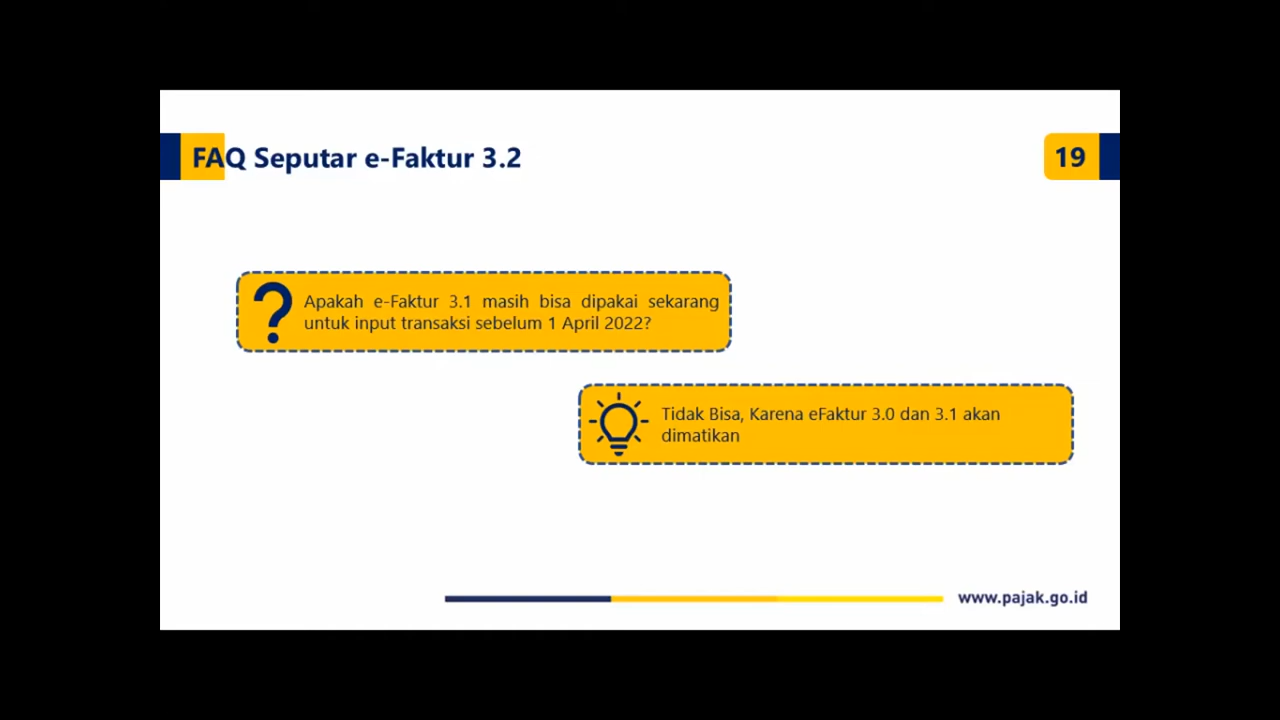 FAQ Seputar e-Faktur 3.2
19
Apakah e-Faktur 3.1 masih bisa dipakai sekarang
untuk input transaksi sebelum 1 April 2022?
Tidak Bisa, Karena eFaktur 3.0 dan 3.1 akan
dimatikan
www.pajak.go.id